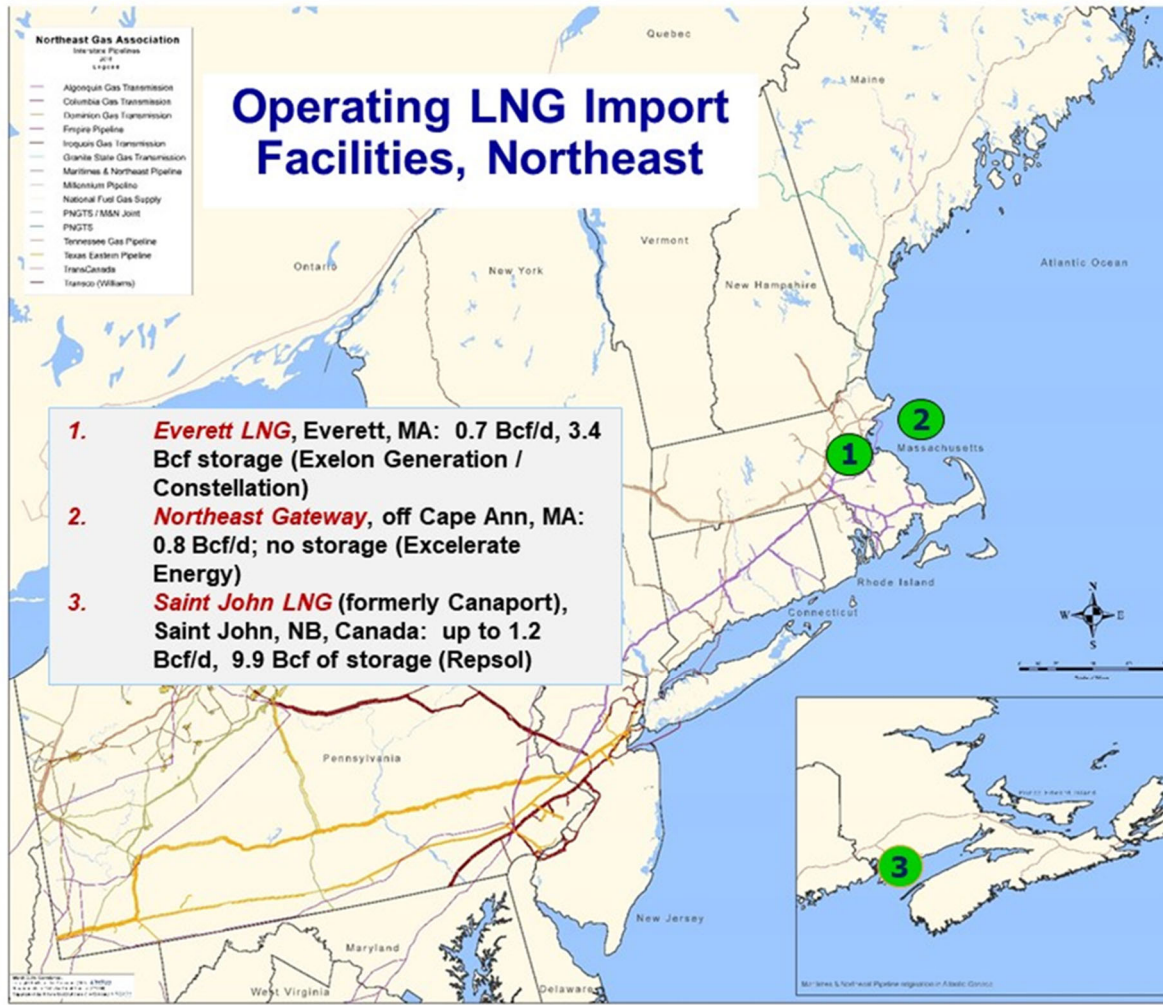 Northeast Gas Association
Interstate Pipelines
Legend
Algonquin Gas Transmission
Columbia Gas Transmission
Dominion Gas Transmission
Empire Pipeline
Iroquois Gas Transmission
Granite State Gas Transmission
Maritimes & Northeast Pipeline
Millennium Pipeline
National Fuel Gas Supply
PNGTS / M&N Joint
PNGTS
Tennessee Gas Pipeline
Texas Eastern Pipeline
TransCanada
Transco (Williams)
Operating LNG Import
Facilities, Northeast
Quebec
Maine
Vermont
Ontario
New York
New Hampshire
Atlantic Ocean
1. Everett LNG, Everett, MA: 0.7 Bcf/d, 3.4
Bcf storage (Exelon Generation /
Constellation)
2. Northeast Gateway, off Cape Ann, MA:
0.8 Bcf/d; no storage (Excelerate
Energy)
3. Saint John LNG (formerly Canaport),
Saint John, NB, Canada: up to 1.2
Bcf/d, 9.9 Bcf of storage (Repsol)
2
1
Massachusetts
Rhode Island
Connecticut
N
W E
S
Pennsylvania
New Jersey
Maryland
West Virginia
Delaware
Prince Edward Island
3